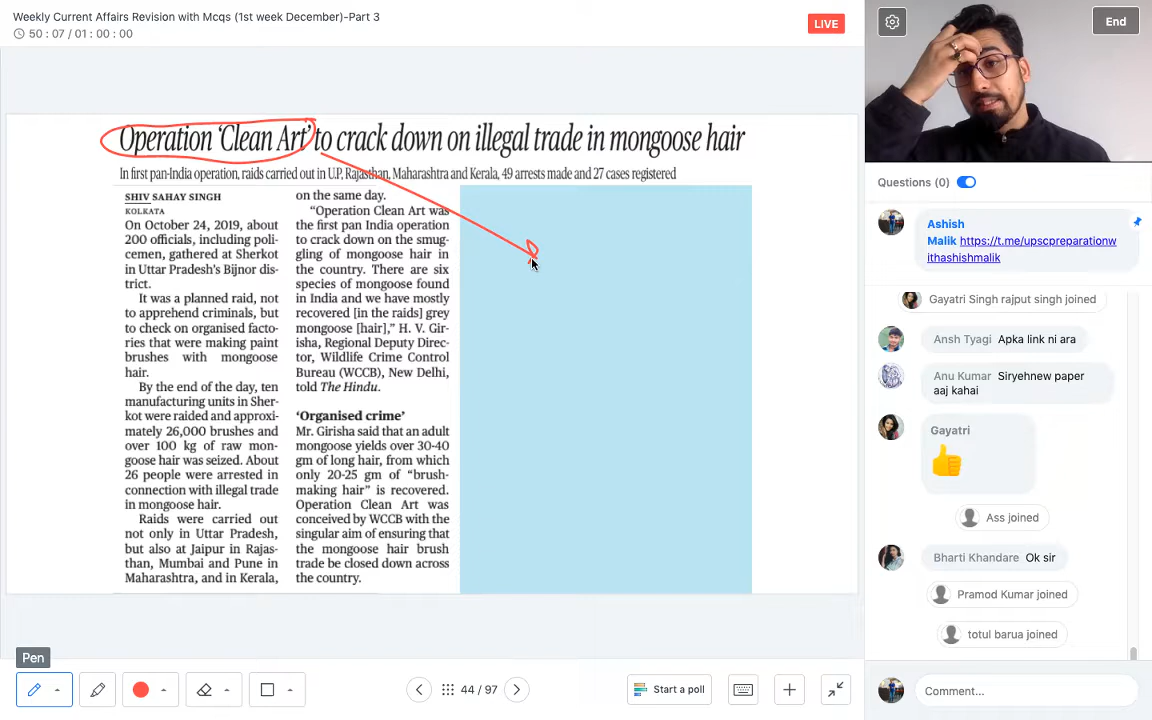 Weekly Current Affairs Revision with Mcqs (1st week December)-Part 3
50 : 07 / 01 : 00 : 00
LIVE
Operation ‘Clean Art’ to crack down on illegal trade in mongoose hair
In first pan-India operation, raids carried out in U.P, Rajasthan, Maharashtra and Kerala, 49 arrests made and 27 cases registered
SHIV SAHAY SINGH
KOLKATA
On October 24, 2019, about
200 officials, including poli-
cemen, gathered at Sherkot
in Uttar Pradesh’s Bijnor dis-
trict.
It was a planned raid, not
to apprehend criminals, but
to check on organised facto-
ries that were making paint
brushes with mongoose
hair.
By the end of the day, ten
manufacturing units in Sher-
kot were raided and approxi-
mately 26,000 brushes and
over 100 kg of raw mon-
goose hair was seized. About
26 people were arrested in
connection with illegal trade
in mongoose hair.
Raids were carried out
not only in Uttar Pradesh,
but also at Jaipur in Rajas-
than, Mumbai and Pune in
Maharashtra, and in Kerala,
on the same day.
“Operation Clean Art was
the first pan India operation
to crack down on the smug-
gling of mongoose hair in
the country. There are six
species of mongoose found
in India and we have mostly
recovered [in the raids] grey
mongoose [hair],” H. V. Gir-
isha, Regional Deputy Direc-
tor, Wildlife Crime Control
Bureau (WCCB), New Delhi,
told The Hindu.
‘Organised crime’
Mr. Girisha said that an adult
mongoose yields over 30-40
gm of long hair, from which
only 20-25 gm of “brush-
making hair” is recovered.
Operation Clean Art was
conceived by WCCB with the
singular aim of ensuring that
the mongoose hair brush
trade be closed down across
the country.
Pen
44 / 97
Start a poll
End
Questions (0)
Ashish
Malik https://t.me/upscpreparationw
ithashishmalik
Gayatri Singh rajput singh joined
Ansh Tyagi Apka link ni ara
Anu Kumar Siryehnew paper
aaj kahai
Gayatri
Ass joined
Bharti Khandare Ok sir
Pramod Kumar joined
totul barua joined
Comment...